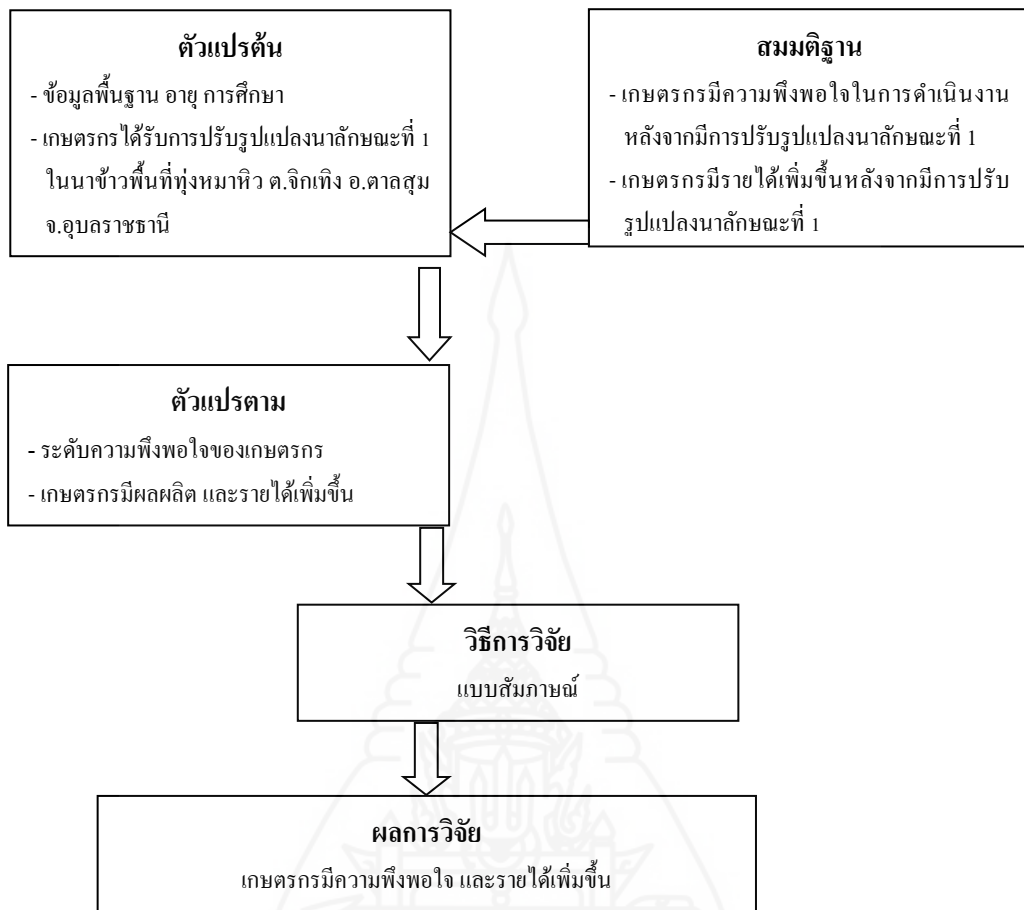 ตัวแปรต้น
- ข้อมูลพื้นฐาน อายุ การศึกษา
- เกษตรกรได้รับการปรับรูปแปลงนาลักษณะที่ 1
ในนาข้าวพื้นที่ทุ่งหมาหิว ต.จิกเทิง อ.ตาลสุม
จ.อุบลราชธานี
สมมติฐาน
- เกษตรกรมีความพึงพอใจในการดำเนินงาน
หลังจากมีการปรับรูปแปลงนาลักษณะที่ 1
- เกษตรกรมีรายได้เพิ่มขึ้นหลังจากมีการปรับ
รูปแปลงนาลักษณะที่ 1
ตัวแปรตาม
- ระดับความพึงพอใจของเกษตรกร
- เกษตรกรมีผลผลิต และรายได้เพิ่มขึ้น
วิธีการวิจัย
แบบสัมภาษณ์
ผลการวิจัย
เกษตรกรมีความพึงพอใจ และรายได้เพิ่มขึ้น